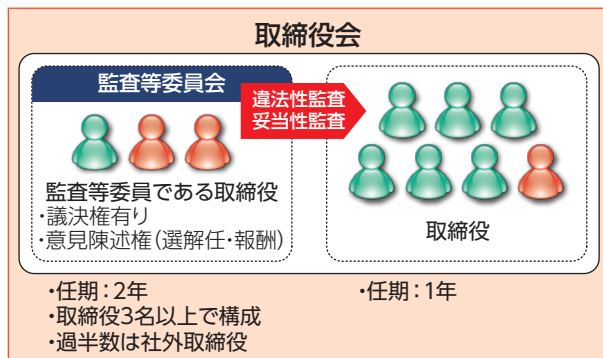 取締役会
監査等委員会
違法性監査
妥当性監査
監査等委員である取締役
・議決権有り
・意見陳述権(選解任・報酬)
取締役
・任期:2年
・取締役3名以上で構成
・過半数は社外取締役
・任期:1年